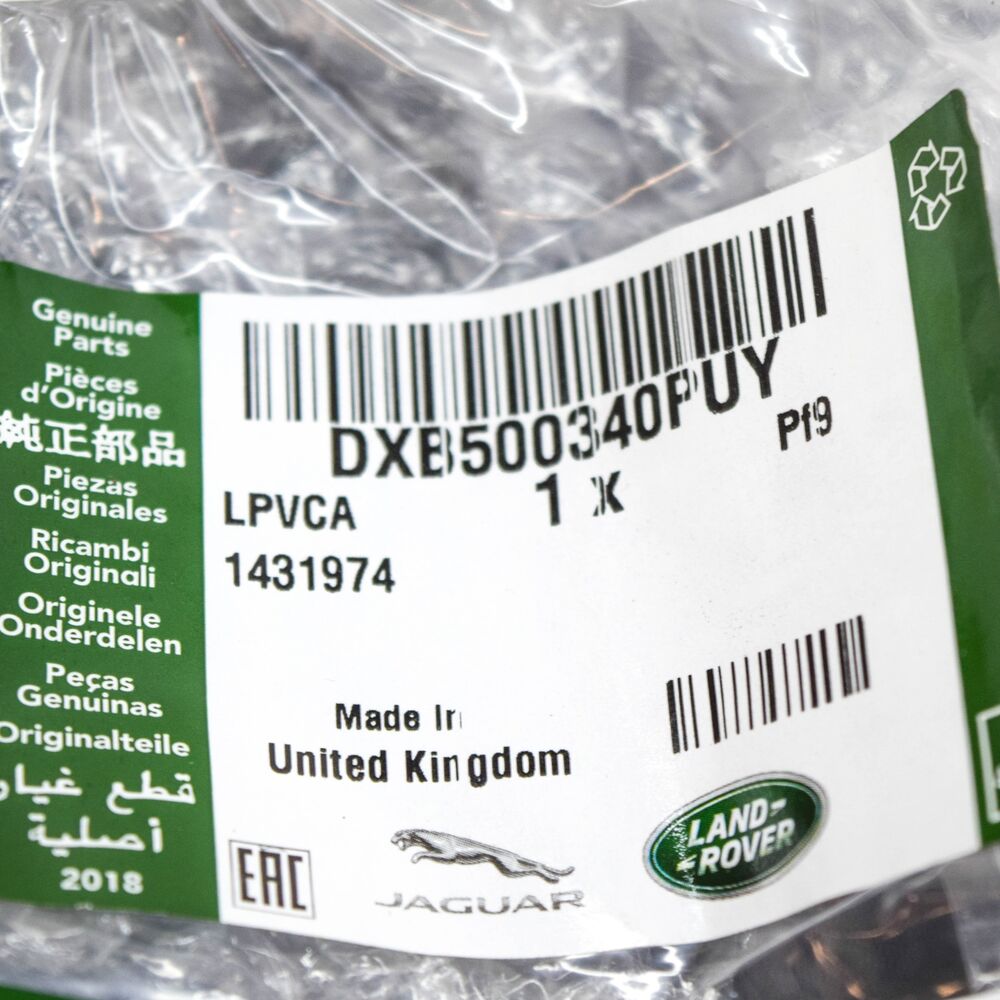 Genuine
Parts
Pièces
d'Origine
純正部品
Piezas
Originales
Ricambi
Originali
Originele
Onderdelen
Peças
Genuinas
Originalteile
قطع غيار
أصلية
2018
DXB500340PUY
Pf9
1 X
LPVCA
1431974
Made In
United Kingdom
EAC
JAGUAR
LAND-
ROVER